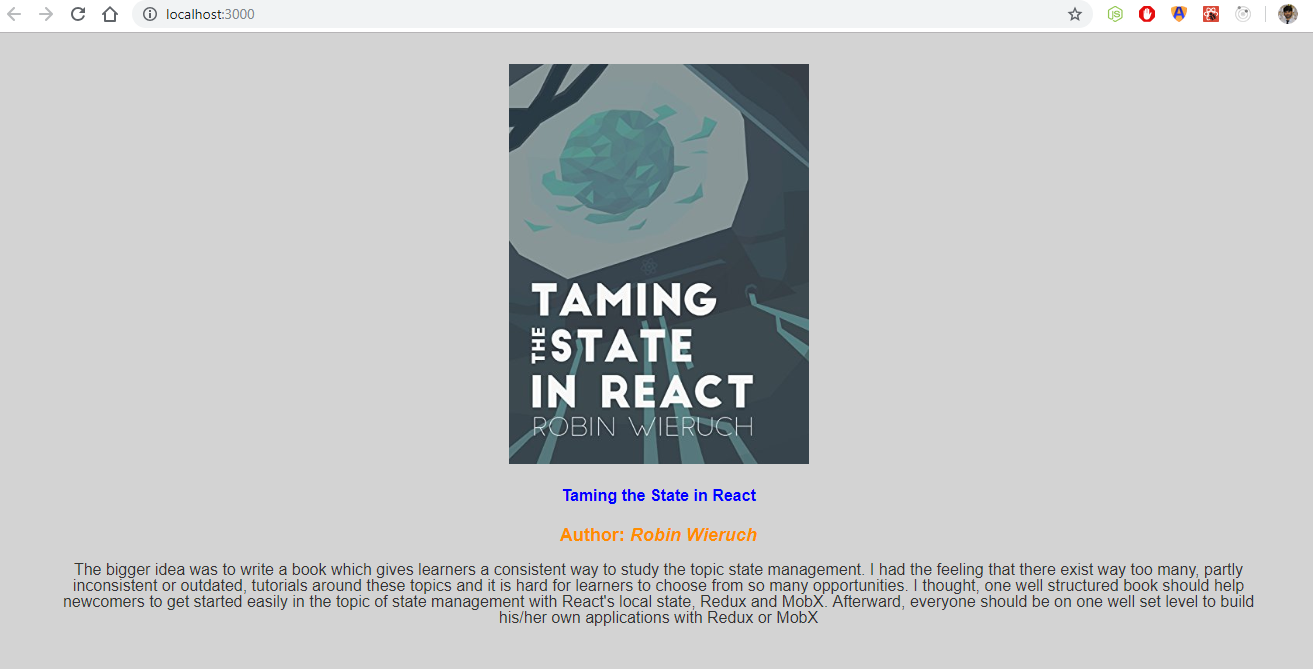 localhost:3000
TAMING
THE STATE
IN REACT
ROBIN WIERUCH
Taming the State in React
Author: Robin Wieruch
The bigger idea was to write a book which gives learners a consistent way to study the topic state management. I had the feeling that there exist way too many, partly
inconsistent or outdated, tutorials around these topics and it is hard for learners to choose from so many opportunities. I thought, one well structured book should help
newcomers to get started easily in the topic of state management with React's local state, Redux and MobX. Afterward, everyone should be on one well set level to build
his/her own applications with Redux or MobX